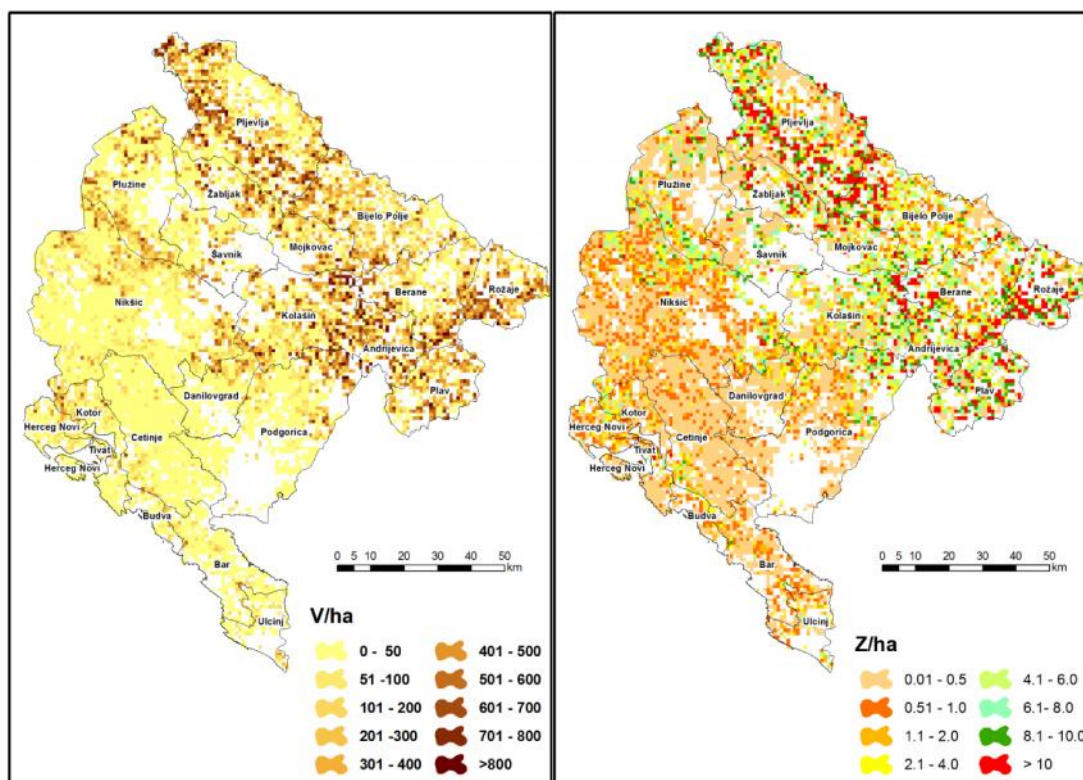 Pljevlja
Plužine
Žabljak
Bijelo Polje
Mojkovac
Šavnik
Berane
Rožaje
Nikšic
Kolašin
Andrijevica
Plav
Danilovgrad
Kotor
Herceg Novi
Cetinje
Podgorica
Tivat
Herceg Novi
Budva
Bar
Ulcinj
0 5 10 20 30 40 50
km
V/ha
0 - 50
51 -100
101 - 200
201 -300
301 - 400
401 - 500
501 - 600
601 - 700
701 - 800
>800
Pljevlja
Plužine
Žabljak
Bijelo Polje
Mojkovac
Šavnik
Berane
Rožaje
Nikšic
Kolašin
Andrijevica
Plav
Danilovgrad
Kotor
Herceg Novi
Cetinje
Podgorica
Tivat
Herceg Novi
Budva
Bar
Ulcinj
0 5 10 20 30 40 50
km
Z/ha
0.01 - 0.5
0.51 - 1.0
1.1 - 2.0
2.1 - 4.0
4.1 - 6.0
6.1- 8.0
8.1 - 10.0
> 10